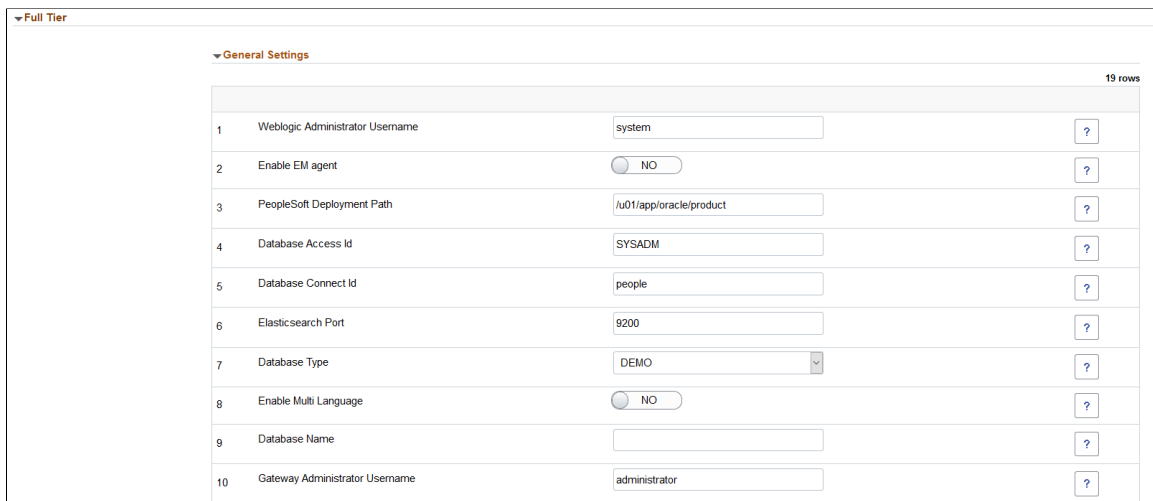 Full Tier
General Settings
19 rows
1 Weblogic Administrator Username system ?
2 Enable EM agent NO ?
3 PeopleSoft Deployment Path /u01/app/oracle/product ?
4 Database Access Id SYSADM ?
5 Database Connect Id people ?
6 Elasticsearch Port 9200 ?
7 Database Type DEMO ?
8 Enable Multi Language NO ?
9 Database Name ?
10 Gateway Administrator Username administrator ?